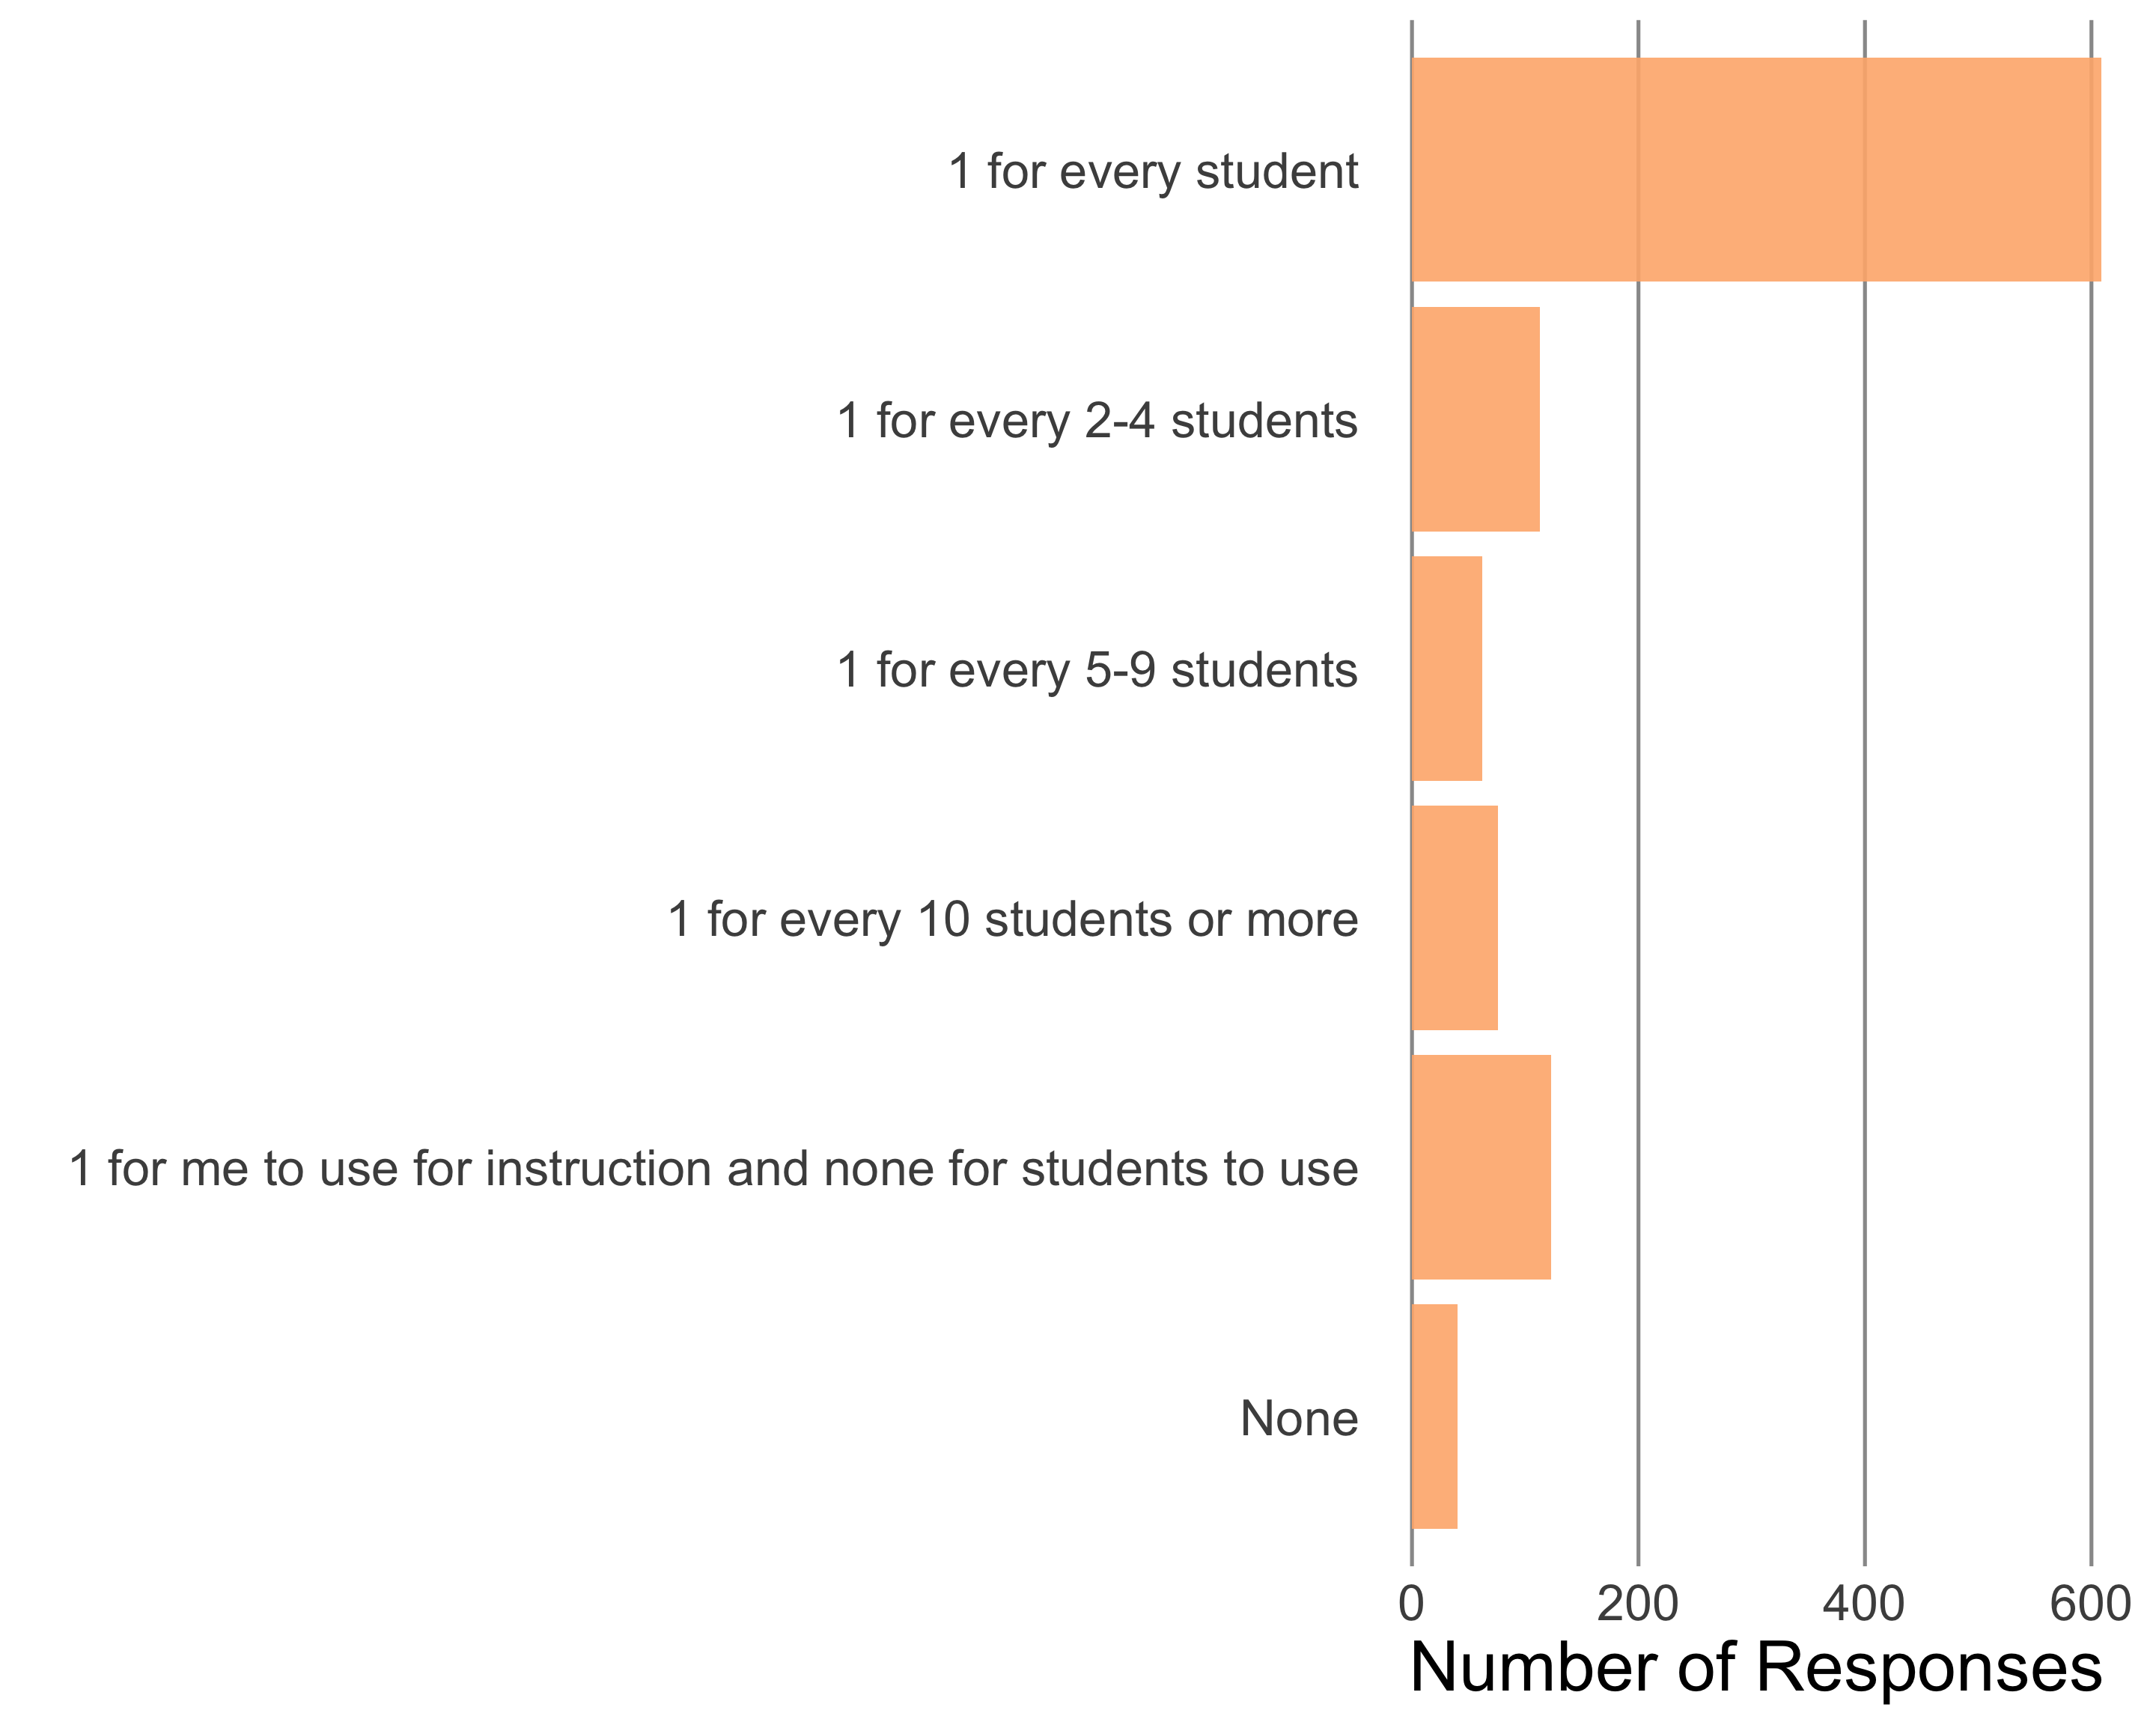 1 for every student
1 for every 2-4 students
1 for every 5-9 students
1 for every 10 students or more
1 for me to use for instruction and none for students to use
None
0 200 400 600
Number of Responses